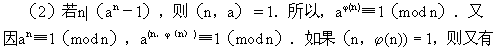 （2）若n|（aⁿ－1），则（n，a）＝1．所以，a^φ(n)≡1（mod n）．又
因aⁿ≡1（mod n），a^(n，φ（n）)≡1（mod n）．如果（n，φ(n)）＝1，则又有